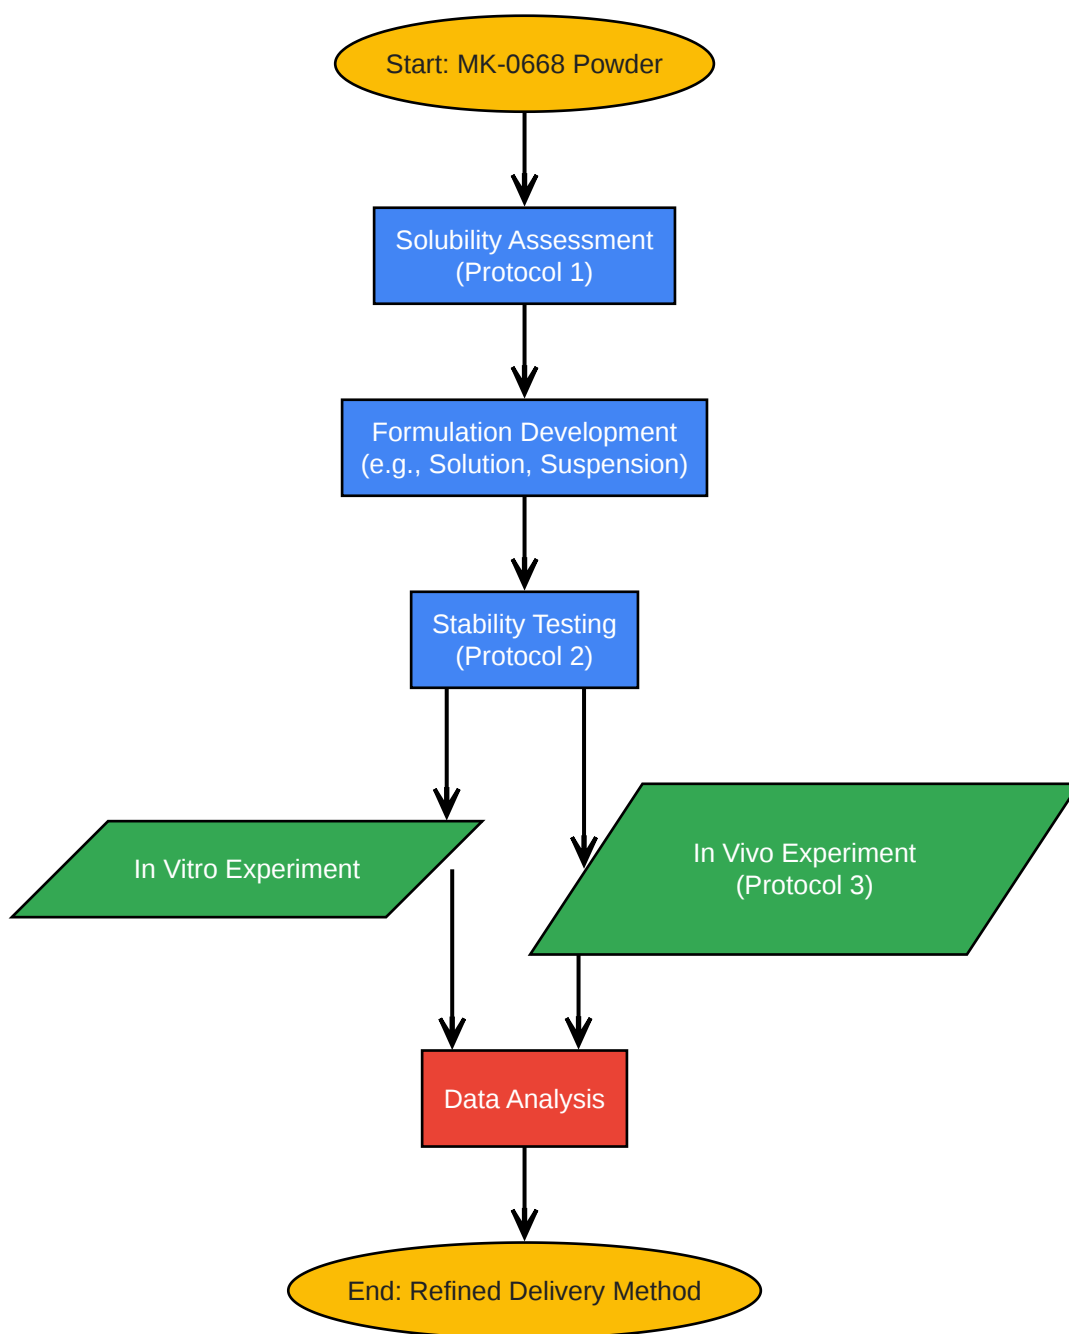 Start: MK-0668 Powder
Solubility Assessment
(Protocol 1)
Formulation Development
(e.g., Solution, Suspension)
Stability Testing
(Protocol 2)
In Vitro Experiment
In Vivo Experiment
(Protocol 3)
Data Analysis
End: Refined Delivery Method